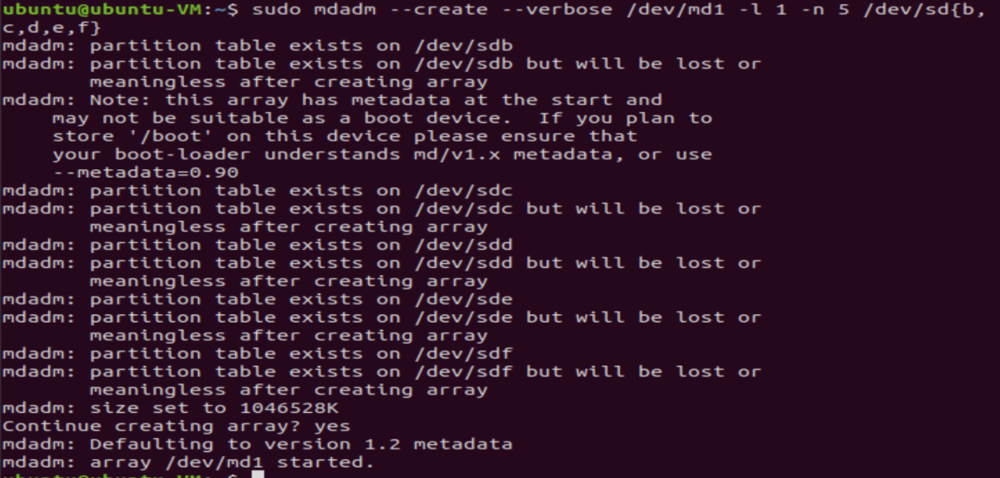 ubuntu@ubuntu-VM:~$ sudo mdadm --create --verbose /dev/md1 -l 1 -n 5 /dev/sd{b,
c,d,e,f}
mdadm: partition table exists on /dev/sdb
mdadm: partition table exists on /dev/sdb but will be lost or
       meaningless after creating array
mdadm: Note: this array has metadata at the start and
    may not be suitable as a boot device.  If you plan to
    store '/boot' on this device please ensure that
    your boot-loader understands md/v1.x metadata, or use
    --metadata=0.90
mdadm: partition table exists on /dev/sdc
mdadm: partition table exists on /dev/sdc but will be lost or
       meaningless after creating array
mdadm: partition table exists on /dev/sdd
mdadm: partition table exists on /dev/sdd but will be lost or
       meaningless after creating array
mdadm: partition table exists on /dev/sde
mdadm: partition table exists on /dev/sde but will be lost or
       meaningless after creating array
mdadm: partition table exists on /dev/sdf
mdadm: partition table exists on /dev/sdf but will be lost or
       meaningless after creating array
mdadm: size set to 1046528K
Continue creating array? yes
mdadm: Defaulting to version 1.2 metadata
mdadm: array /dev/md1 started.
ubuntu@ubuntu-VM:~$